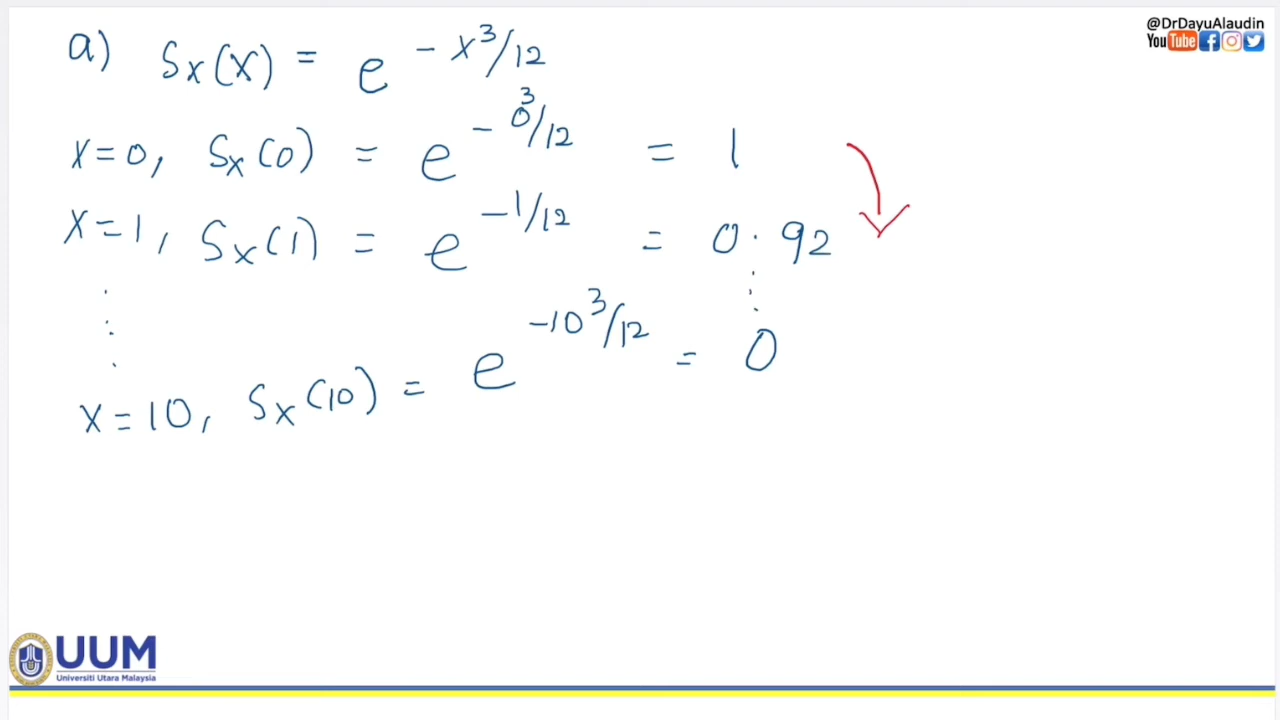 @DrDayuAlaudin
YouTube
a) Sx(x) = e^{-x³/12}
x=0, Sx(0) = e^{-0³/12} = 1
x=1, Sx(1) = e^{-1/12} = 0.92
x=10, Sx(10) = e^{-10³/12} = 0
UUM
Universiti Utara Malaysia